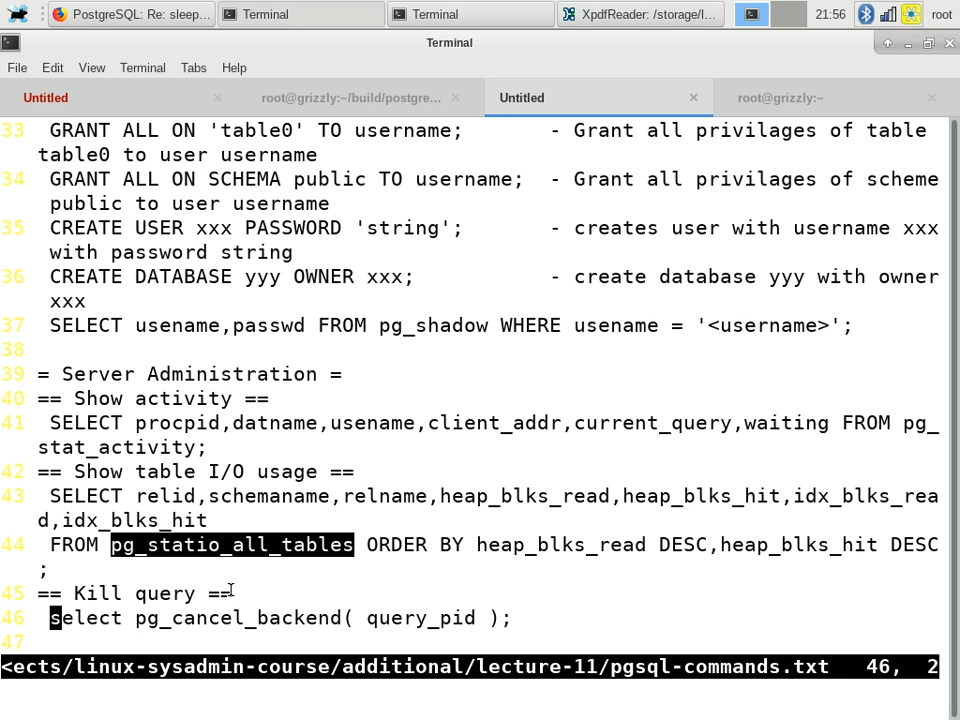 PostgreSQL: Re: sleep... Terminal Terminal XpdfReader: /storage/l... 21:56 root
Terminal
File Edit View Terminal Tabs Help
Untitled root@grizzly:~/build/postgre... Untitled root@grizzly:~
33 GRANT ALL ON 'table0' TO username; - Grant all privilages of table
table0 to user username
34 GRANT ALL ON SCHEMA public TO username; - Grant all privilages of scheme
public to user username
35 CREATE USER xxx PASSWORD 'string'; - creates user with username xxx
with password string
36 CREATE DATABASE yyy OWNER xxx; - create database yyy with owner
xxx
37 SELECT usename,passwd FROM pg_shadow WHERE usename = '<username>';
38
39 = Server Administration =
40 == Show activity ==
41 SELECT procpid,datname,usename,client_addr,current_query,waiting FROM pg_
stat_activity;
42 == Show table I/O usage ==
43 SELECT relid,schemaname,relname,heap_blks_read,heap_blks_hit,idx_blks_rea
d,idx_blks_hit
44 FROM pg_statio_all_tables ORDER BY heap_blks_read DESC,heap_blks_hit DESC
;
45 == Kill query ==
46 select pg_cancel_backend( query_pid );
47
<ects/linux-sysadmin-course/additional/lecture-11/pgsql-commands.txt 46, 2